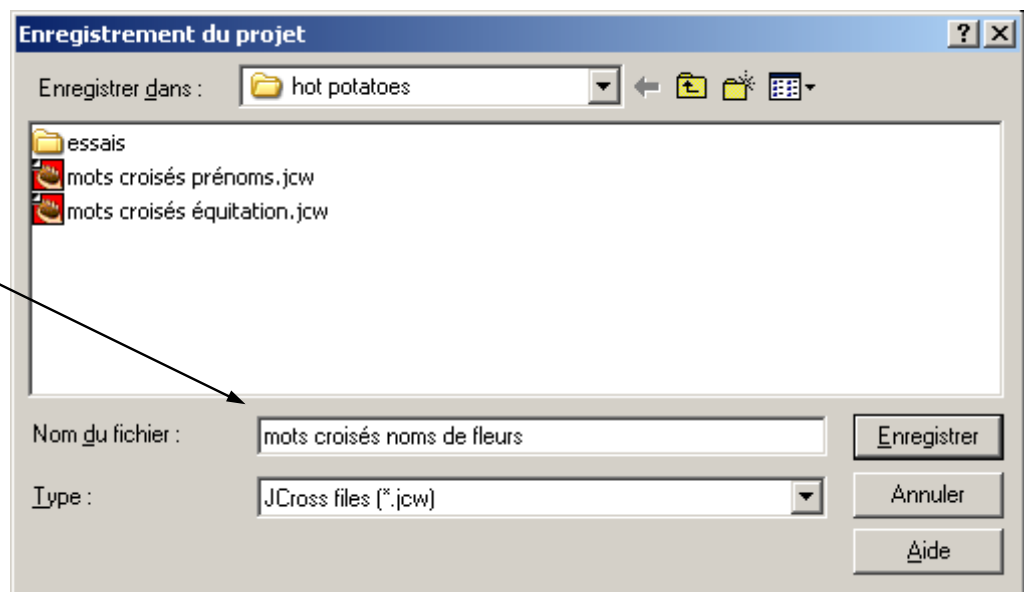 Enregistrement du projet
Enregistrer dans : hot potatoes
essais
mots croisés prénoms.jcw
mots croisés équitation.jcw
Nom du fichier : mots croisés noms de fleurs Enregistrer
Type : JCross files (*.jcw) Annuler
Aide